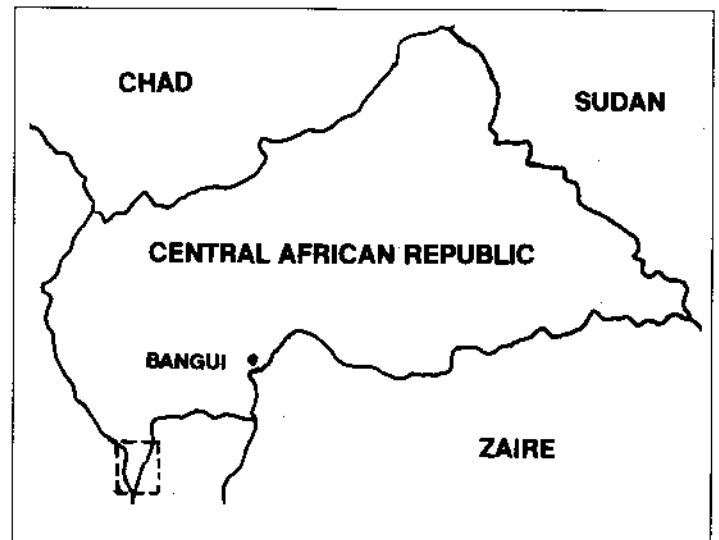 CHAD
SUDAN
CENTRAL AFRICAN REPUBLIC
BANGUI
ZAIRE